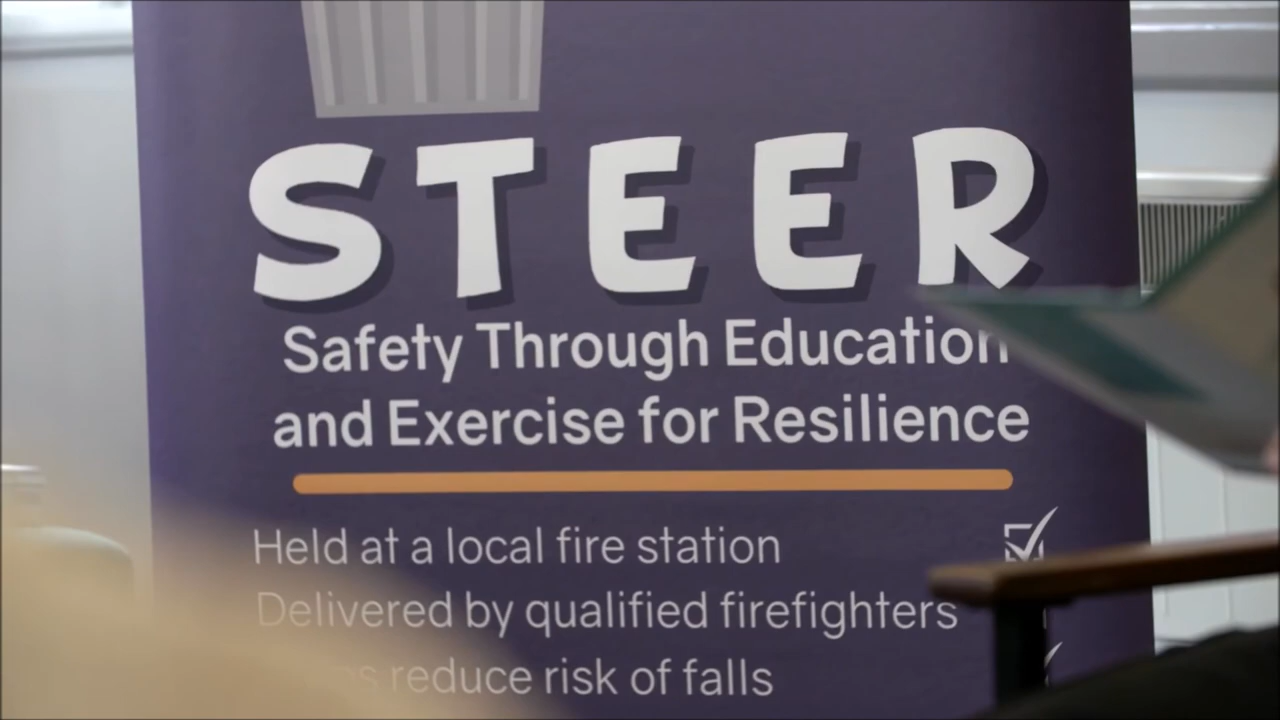 STEER
Safety Through Education
and Exercise for Resilience
Held at a local fire station
Delivered by qualified firefighters
reduce risk of falls